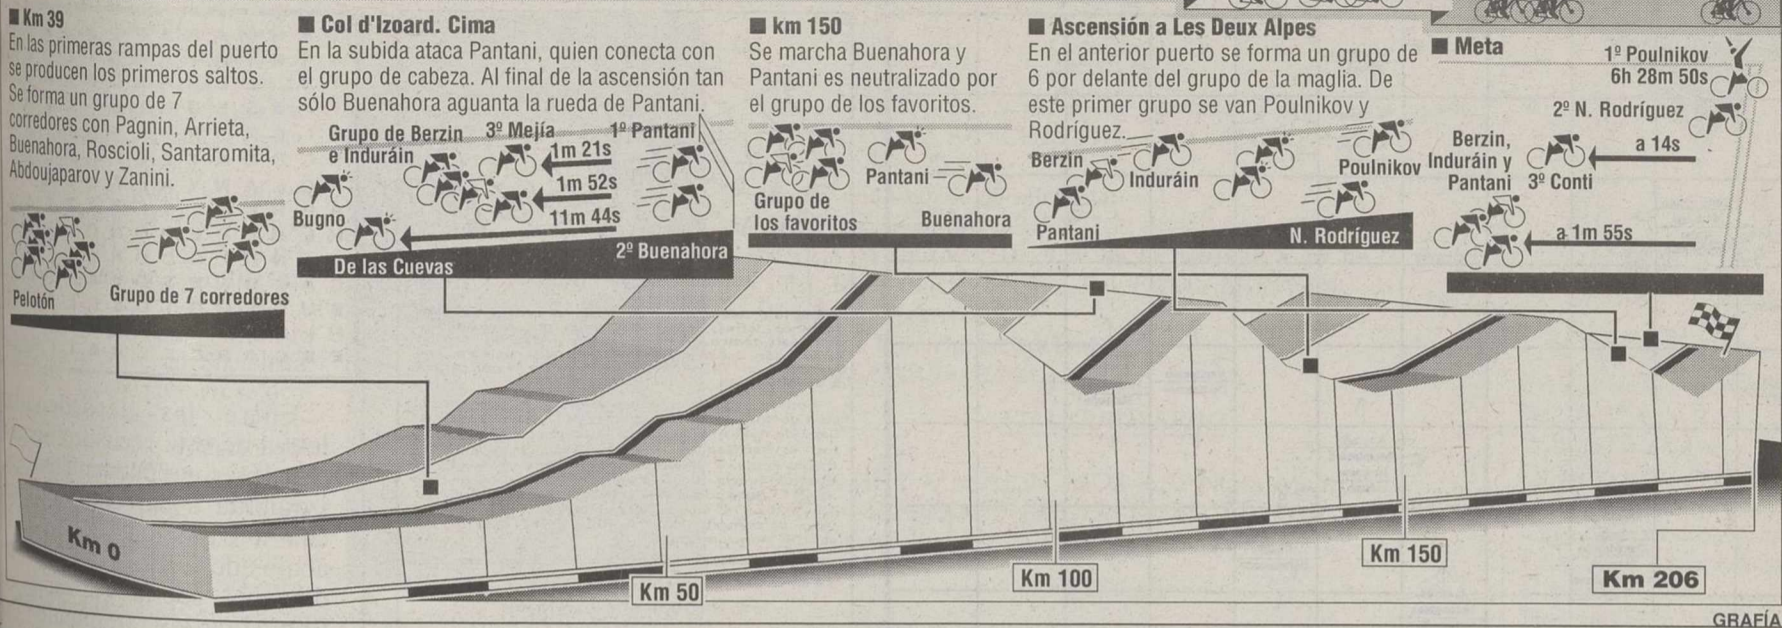 ■ Km 39
En las primeras rampas del puerto
se producen los primeros saltos.
Se forma un grupo de 7
corredores con Pagnin, Arrieta,
Buenahora, Roscioli, Santaromita,
Abdoujaparov y Zanini.
Pelotón
Grupo de 7 corredores
■ Col d'Izoard. Cima
En la subida ataca Pantani, quien conecta con
el grupo de cabeza. Al final de la ascensión tan
sólo Buenahora aguanta la rueda de Pantani.
Grupo de Berzin
e Induráin
3º Mejía
1º Pantani
1m 21s
1m 52s
11m 44s
Bugno
De las Cuevas
2º Buenahora
■ km 150
Se marcha Buenahora y
Pantani es neutralizado por
el grupo de los favoritos.
Pantani
Grupo de
los favoritos
Buenahora
■ Ascensión a Les Deux Alpes
En el anterior puerto se forma un grupo de
6 por delante del grupo de la maglia. De
este primer grupo se van Poulnikov y
Rodríguez.
Berzin
Induráin
Poulnikov
Pantani
N. Rodríguez
■ Meta
1º Poulnikov
6h 28m 50s
2º N. Rodríguez
a 14s
Berzin,
Induráin y
Pantani
3º Conti
a 1m 55s
Km 0
Km 50
Km 100
Km 150
Km 206
GRAFÍA